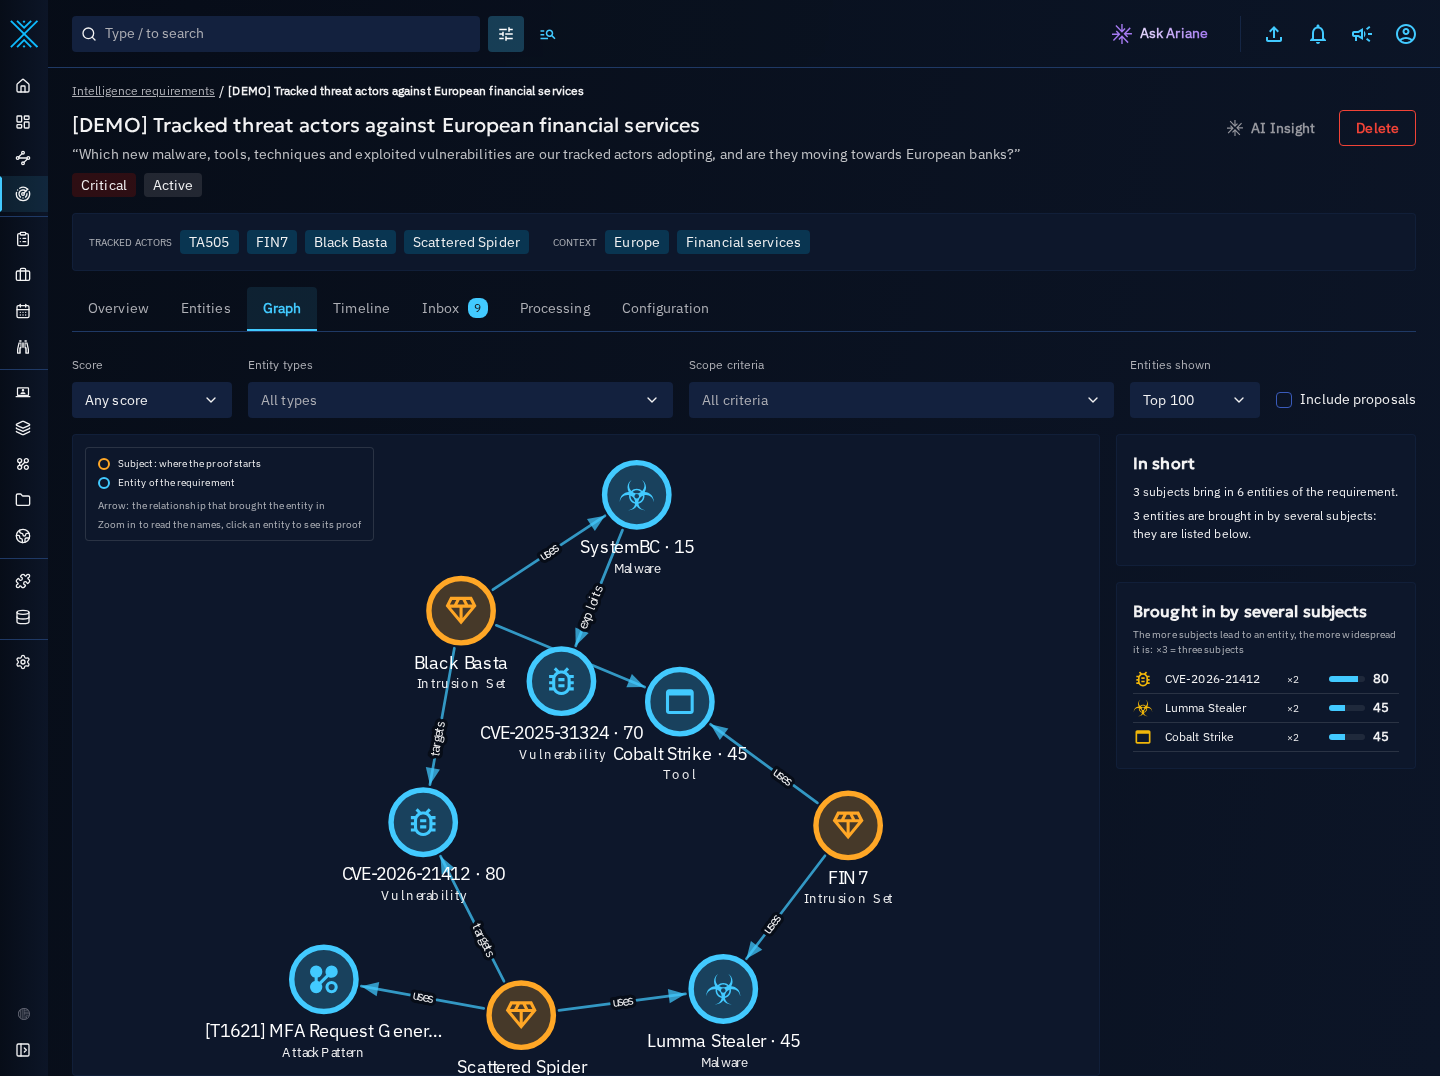 Type / to search
Ask Ariane
Intelligence requirements / [DEMO] Tracked threat actors against European financial services
[DEMO] Tracked threat actors against European financial services
AI Insight
Delete
“Which new malware, tools, techniques and exploited vulnerabilities are our tracked actors adopting, and are they moving towards European banks?”
Critical
Active
TRACKED ACTORS
TA505
FIN7
Black Basta
Scattered Spider
CONTEXT
Europe
Financial services
Overview
Entities
Graph
Timeline
Inbox 9
Processing
Configuration
Score
Entity types
Scope criteria
Entities shown
Any score
All types
All criteria
Top 100
Include proposals
Subject: where the proof starts
Entity of the requirement
Arrow: the relationship that brought the entity in
Zoom in to read the names, click an entity to see its proof
SystemBC · 15
Malware
uses
exploits
Black Basta
Intrusion Set
CVE-2025-31324 · 70
Vulnerability
Cobalt Strike · 45
Tool
targets
uses
CVE-2026-21412 · 80
Vulnerability
FIN7
Intrusion Set
targets
uses
uses
uses
[T1621] MFA Request Gener...
Attack Pattern
Lumma Stealer · 45
Malware
Scattered Spider
In short
3 subjects bring in 6 entities of the requirement.
3 entities are brought in by several subjects:
they are listed below.
Brought in by several subjects
The more subjects lead to an entity, the more widespread
it is: ×3 = three subjects
CVE-2026-21412 ×2 80
Lumma Stealer ×2 45
Cobalt Strike ×2 45